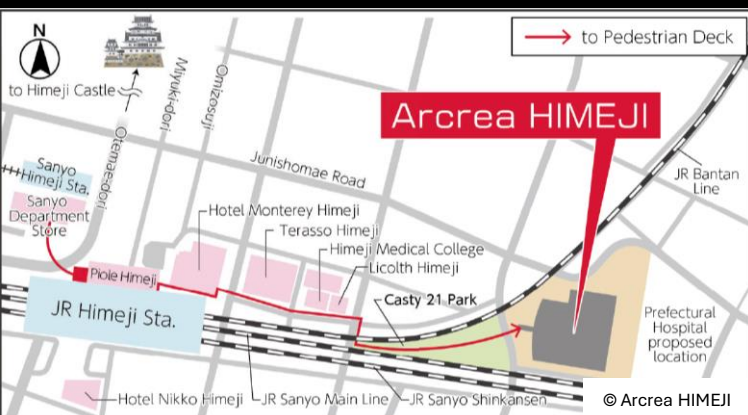 N
to Himeji Castle
Otemaedori
Miyuki-dori
Omizosuji
to Pedestrian Deck
Arcrea HIMEJI
Junishomae Road
JR Bantan
Line
Sanyo
Himeji Sta.
Sanyo
Department
Store
Hotel Monterey Himeji
Terasso Himeji
Himeji Medical College
Licolth Himeji
Piole Himeji
Casty 21 Park
JR Himeji Sta.
Prefectural
Hospital
proposed
location
Hotel Nikko Himeji
JR Sanyo Main Line
JR Sanyo Shinkansen
© Arcrea HIMEJI